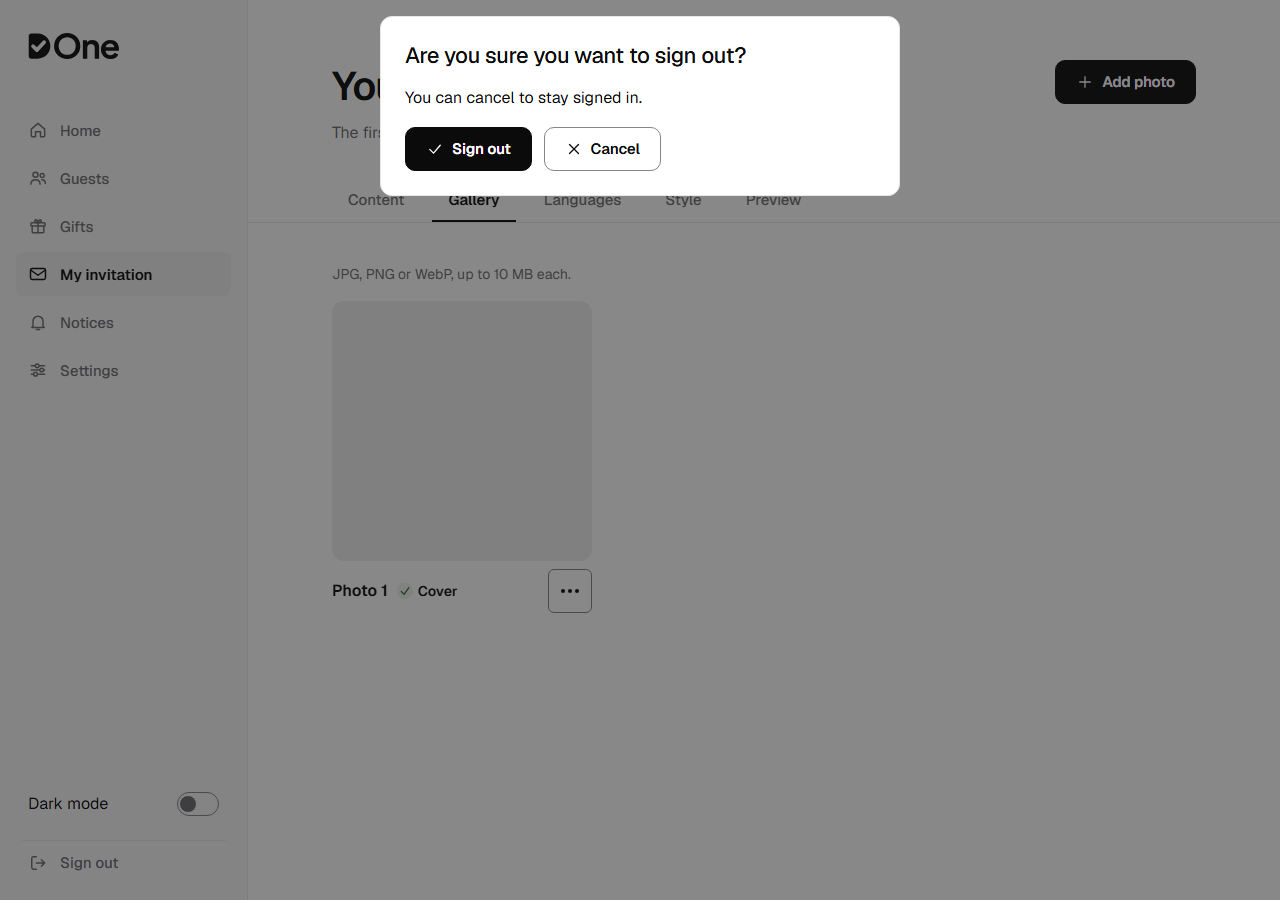 One
Home
Guests
Gifts
My invitation
Notices
Settings
Dark mode
Sign out
Are you sure you want to sign out?
You can cancel to stay signed in.
Sign out
Cancel
Add photo
Content
Gallery
Languages
Style
Preview
JPG, PNG or WebP, up to 10 MB each.
Photo 1
Cover